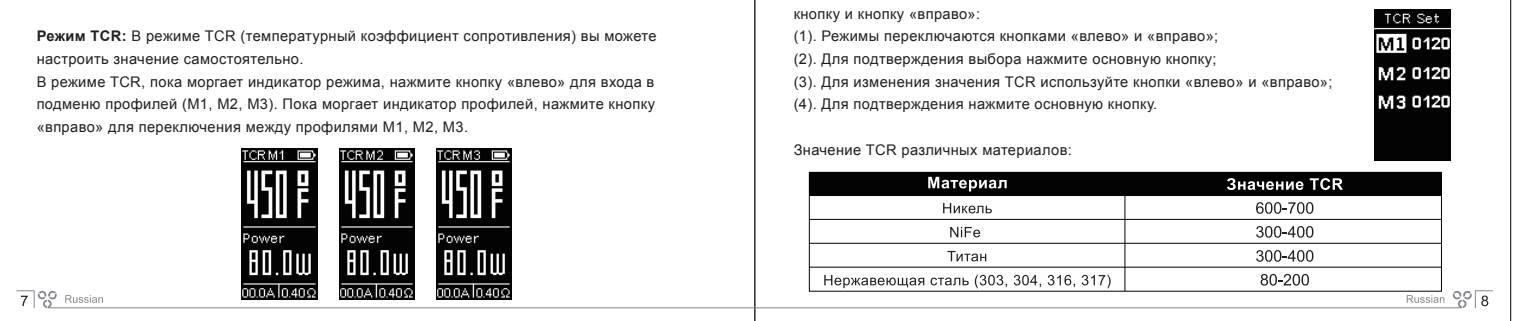 Режим TCR: В режиме TCR (температурный коэффициент сопротивления) вы можете
настроить значение самостоятельно.
В режиме TCR, пока моргает индикатор режима, нажмите кнопку «влево» для входа в
подменю профилей (M1, M2, M3). Пока моргает индикатор профилей, нажмите кнопку
«вправо» для переключения между профилями M1, M2, M3.
TCR M1 TCR M2 TCR M3
450°F 450°F 450°F
Power Power Power
80.0w 80.0w 80.0w
00.0A 0.40Ω 00.0A 0.40Ω 00.0A 0.40Ω
7 Russian
кнопку и кнопку «вправо»:
(1). Режимы переключаются кнопками «влево» и «вправо»;
(2). Для подтверждения выбора нажмите основную кнопку;
(3). Для изменения значения TCR используйте кнопки «влево» и «вправо»;
(4). Для подтверждения нажмите основную кнопку.
TCR Set
M1 0120
M2 0120
M3 0120
Значение TCR различных материалов:
Материал Значение TCR
Никель 600-700
NiFe 300-400
Титан 300-400
Нержавеющая сталь (303, 304, 316, 317) 80-200
Russian 8